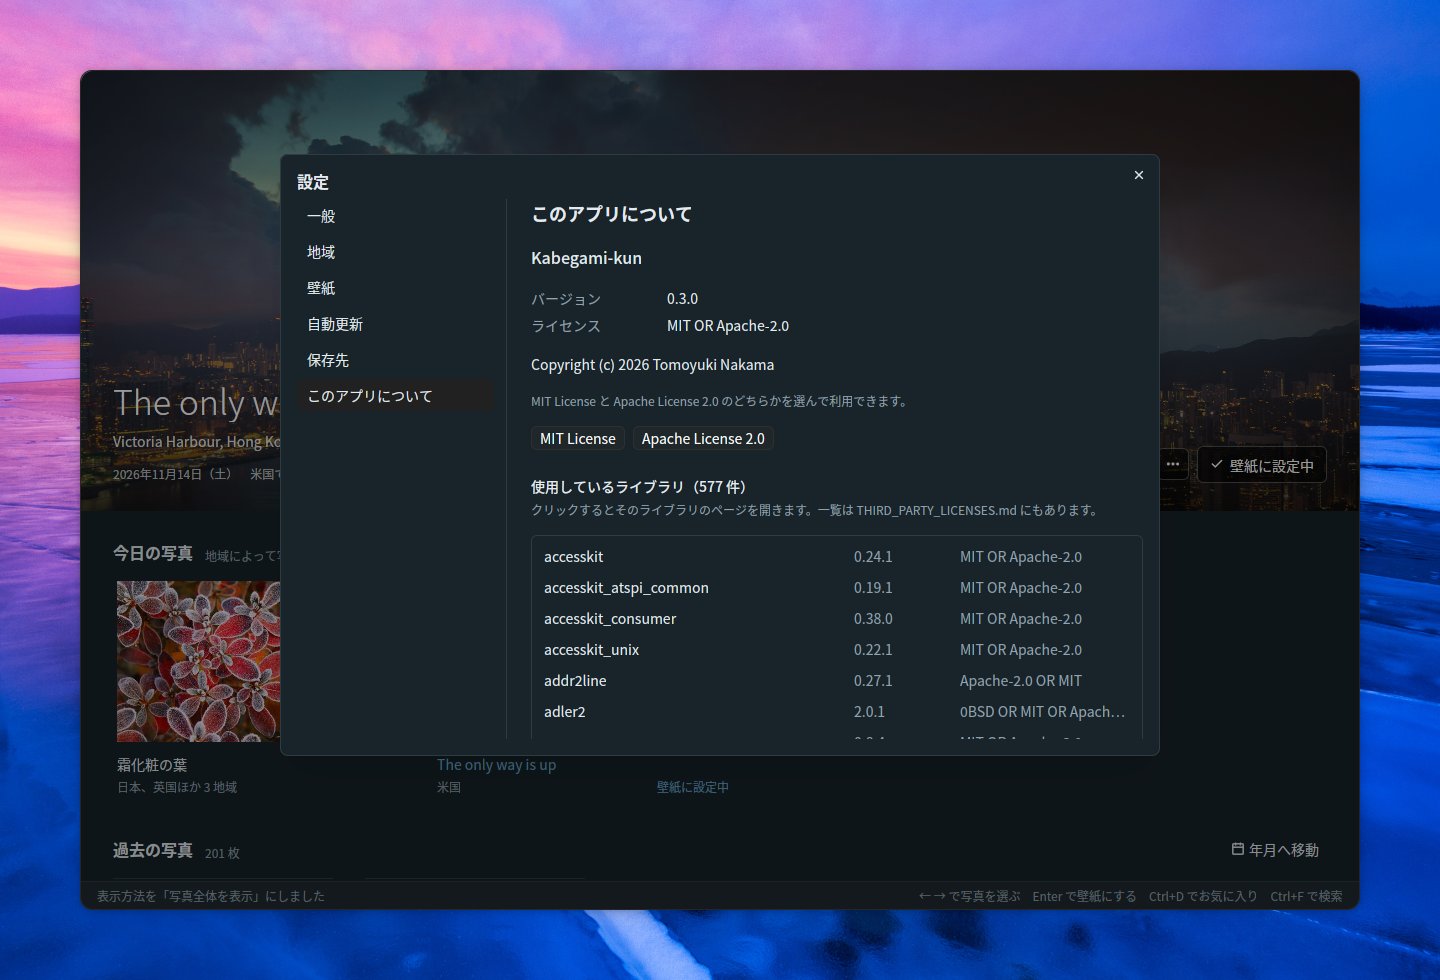 設定
一般
地域
壁紙
自動更新
保存先
このアプリについて
このアプリについて
Kabegami-kun
バージョン 0.3.0
ライセンス MIT OR Apache-2.0
Copyright (c) 2026 Tomoyuki Nakama
MIT License と Apache License 2.0 のどちらかを選んで利用できます。
MIT License Apache License 2.0
使用しているライブラリ（577 件）
クリックするとそのライブラリのページを開きます。一覧は THIRD_PARTY_LICENSES.md にもあります。
accesskit 0.24.1 MIT OR Apache-2.0
accesskit_atspi_common 0.19.1 MIT OR Apache-2.0
accesskit_consumer 0.38.0 MIT OR Apache-2.0
accesskit_unix 0.22.1 MIT OR Apache-2.0
addr2line 0.27.1 Apache-2.0 OR MIT
adler2 2.0.1 0BSD OR MIT OR Apach…
The only w
Victoria Harbour, Hong Ko
2026年11月14日（土） 米国で
壁紙に設定中
今日の写真 地域によって
霜化粧の葉
日本、英国ほか 3 地域
The only way is up
米国 壁紙に設定中
過去の写真 201 枚
年月へ移動
表示方法を「写真全体を表示」にしました
←→ で写真を選ぶ Enter で壁紙にする Ctrl+D でお気に入り Ctrl+F で検索